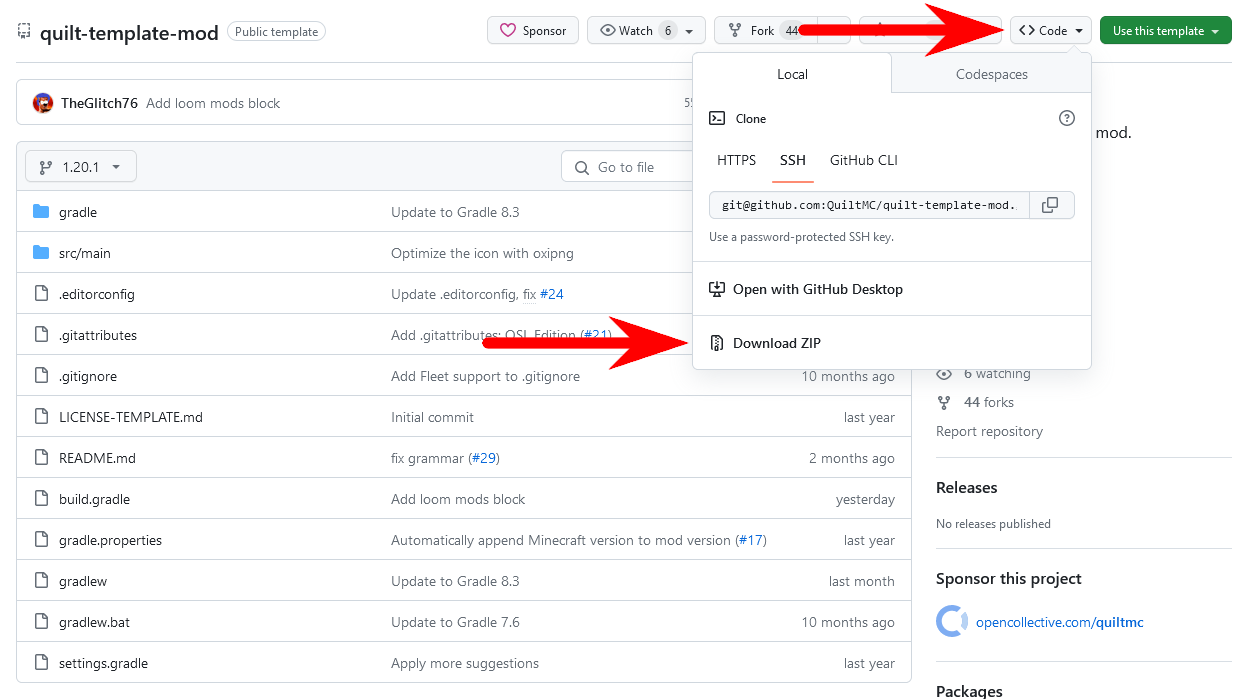 quilt-template-mod Public template Sponsor Watch 6 Fork 44 Code Use this template
Local Codespaces
TheGlitch76 Add loom mods block
Clone
mod.
1.20.1 Go to file
HTTPS SSH GitHub CLI
git@github.com:QuiltMC/quilt-template-mod.
Use a password-protected SSH key.
Open with GitHub Desktop
Download ZIP
gradle Update to Gradle 8.3
src/main Optimize the icon with oxipng
.editorconfig Update .editorconfig, fix #24
.gitattributes Add .gitattributes: QSL Edition (#21)
.gitignore Add Fleet support to .gitignore 10 months ago
LICENSE-TEMPLATE.md Initial commit last year
README.md fix grammar (#29) 2 months ago
build.gradle Add loom mods block yesterday
gradle.properties Automatically append Minecraft version to mod version (#17) last year
gradlew Update to Gradle 8.3 last month
gradlew.bat Update to Gradle 7.6 10 months ago
settings.gradle Apply more suggestions last year
6 watching
44 forks
Report repository
Releases
No releases published
Sponsor this project
opencollective.com/quiltmc
Packages